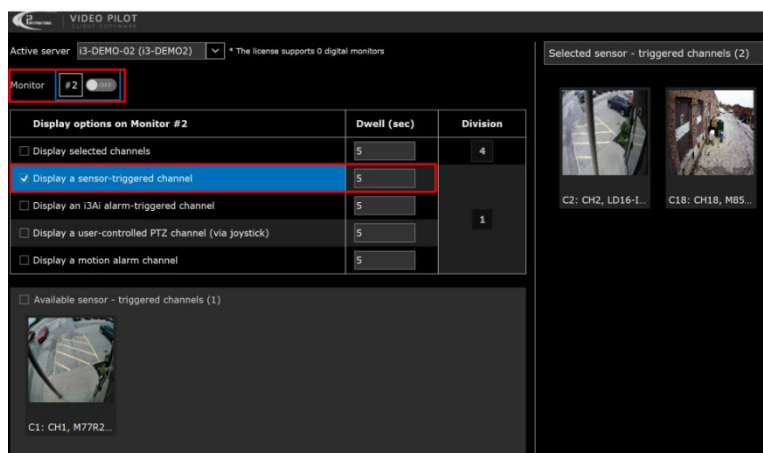 VIDEO PILOT
CLIENT SOFTWARE
Active server i3-DEMO-02 (i3-DEMO2) * The license supports 0 digital monitors
Monitor #2 OFF
Display options on Monitor #2 Dwell (sec) Division
Display selected channels 5 4
Display a sensor-triggered channel 5
Display an i3Ai alarm-triggered channel 5
1
Display a user-controlled PTZ channel (via joystick) 5
Display a motion alarm channel 5
Available sensor - triggered channels (1)
C1: CH1, M77R2...
Selected sensor - triggered channels (2)
C2: CH2, LD16-I... C18: CH18, M85...